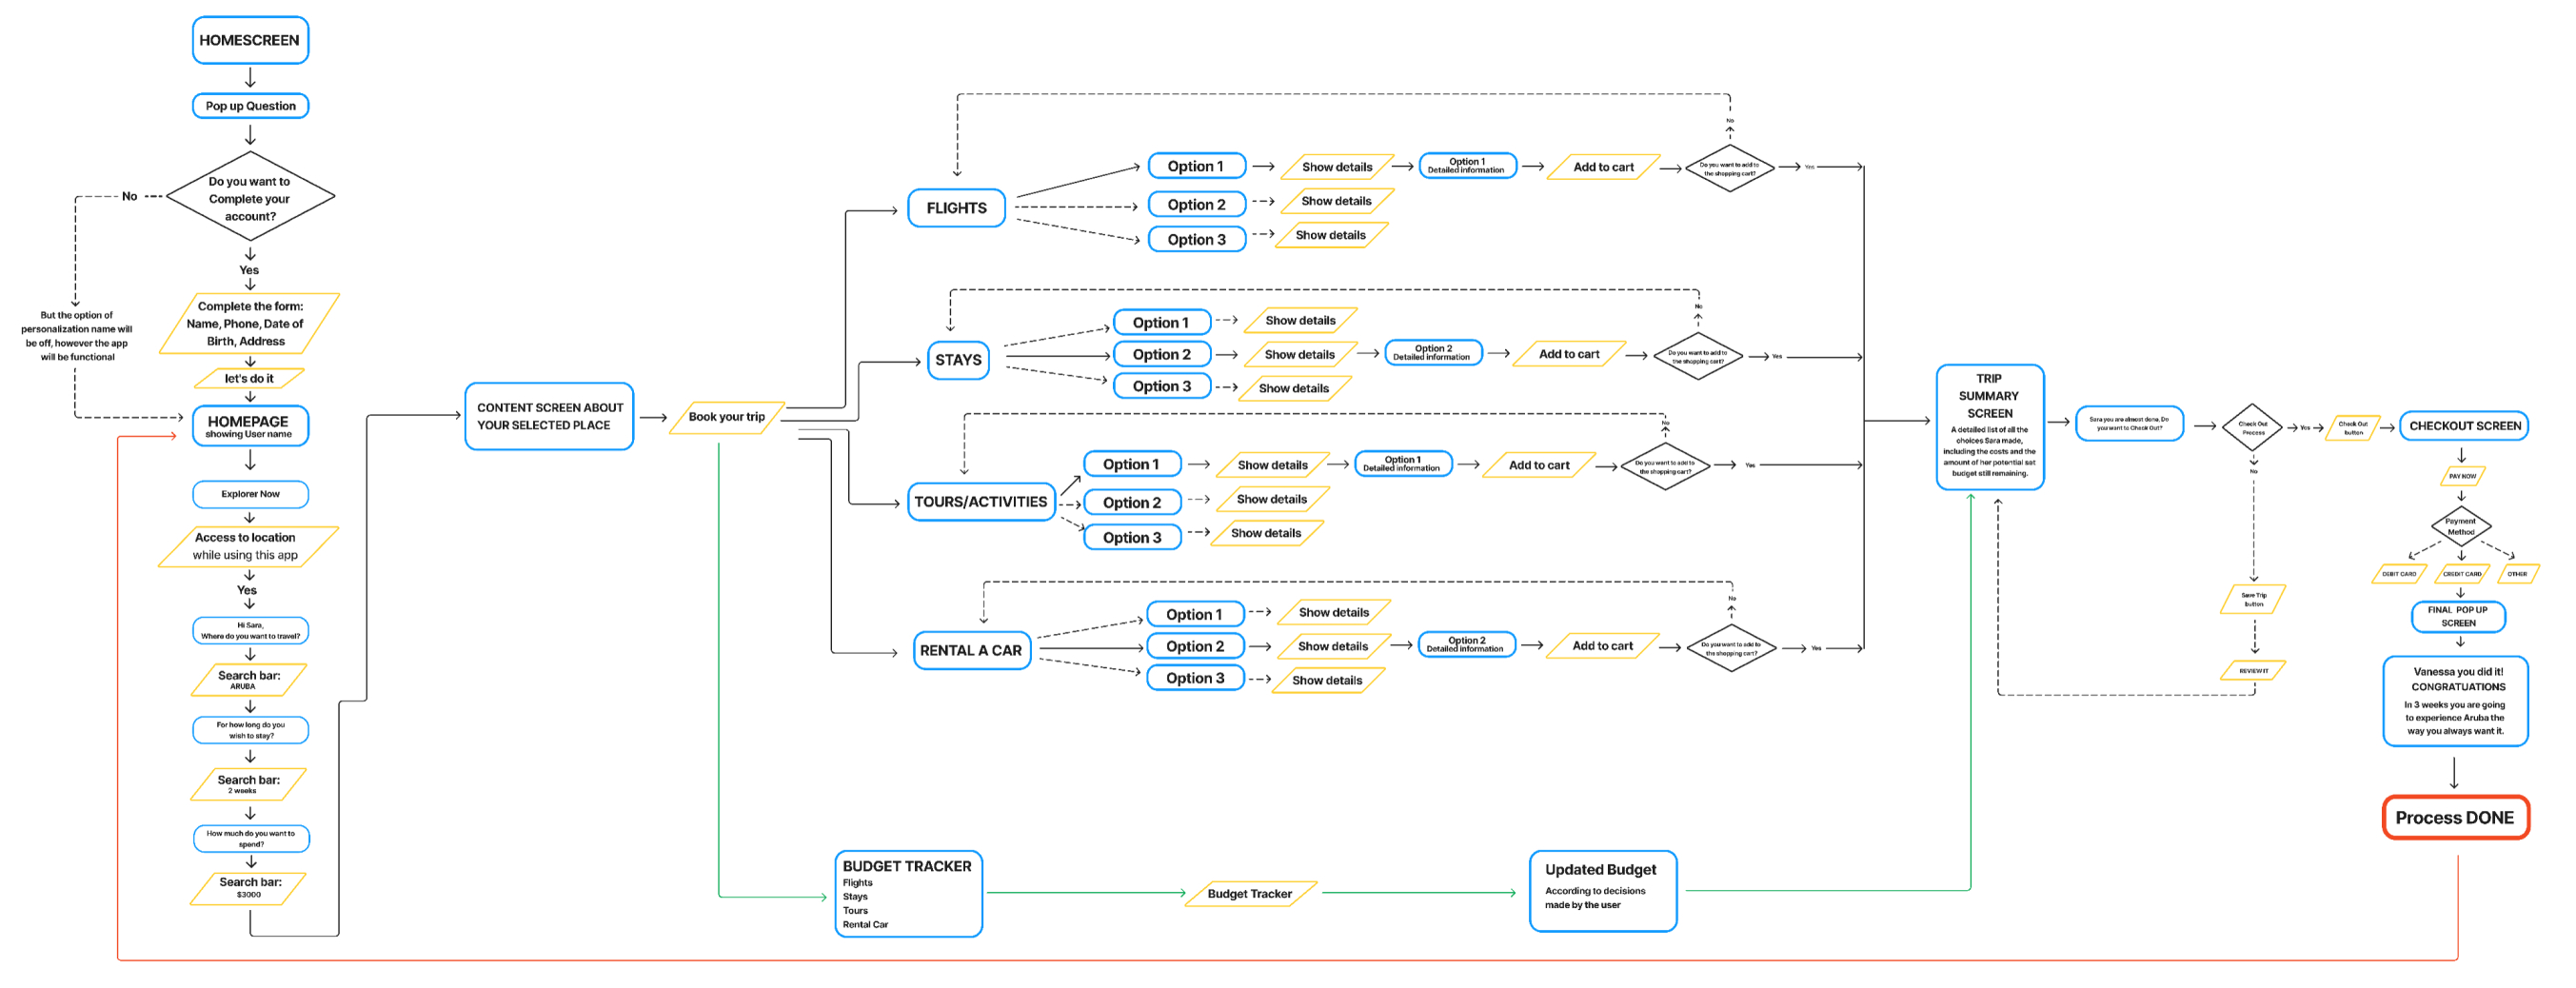 HOMESCREEN
Pop up Question
Do you want to
Complete your
account?
No
Yes
But the option of
personalization name will
be off, however the app
will be functional
Complete the form:
Name, Phone, Date of
Birth, Address
let's do it
HOMEPAGE
showing User name
Explorer Now
Access to location
while using this app
Yes
Hi Sara,
Where do you want to travel?
Search bar:
ARUBA
For how long do you
wish to stay?
Search bar:
2 weeks
How much do you want to
spend?
Search bar:
$3000
CONTENT SCREEN ABOUT
YOUR SELECTED PLACE
Book your trip
FLIGHTS
Option 1
Show details
Option 1
Detailed information
Add to cart
Do you want to add to
the shopping cart?
No
Yes
Option 2
Show details
Option 3
Show details
STAYS
Option 1
Show details
Option 2
Show details
Option 2
Detailed information
Add to cart
Do you want to add to
the shopping cart?
No
Yes
Option 3
Show details
TOURS/ACTIVITIES
Option 1
Show details
Option 1
Detailed information
Add to cart
Do you want to add to
the shopping cart?
No
Yes
Option 2
Show details
Option 3
Show details
RENTAL A CAR
Option 1
Show details
Option 2
Show details
Option 2
Detailed information
Add to cart
Do you want to add to
the shopping cart?
No
Yes
Option 3
Show details
BUDGET TRACKER
Flights
Stays
Tours
Rental Car
Budget Tracker
Updated Budget
According to decisions
made by the user
TRIP
SUMMARY
SCREEN
A detailed list of all the
choices Sara made,
including the costs and the
amount of her potential set
budget still remaining.
Sara you are almost done. Do
you want to Check Out?
Check Out
Process
Yes
No
Check Out
button
Save Trip
button
REVIEW IT
CHECKOUT SCREEN
PAY NOW
Payment
Method
DEBIT CARD
CREDIT CARD
OTHER
FINAL POP UP
SCREEN
Vanessa you did it!
CONGRATUATIONS
In 3 weeks you are going
to experience Aruba the
way you always want it.
Process DONE